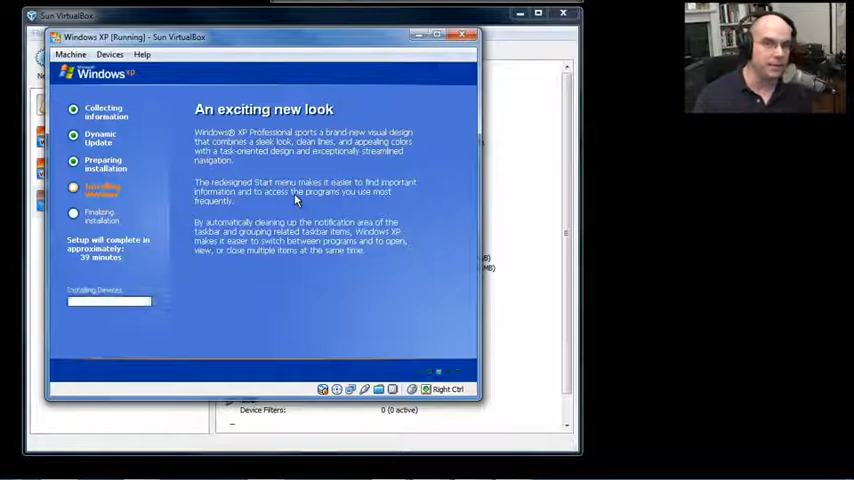 Sun VirtualBox
Windows XP [Running] - Sun VirtualBox
Machine Devices Help
Microsoft
Windows xp
Collecting
information
Dynamic
Update
Preparing
installation
Installing
Windows
Finalizing
installation
Setup will complete in
approximately:
39 minutes
Installing Devices
An exciting new look
Windows® XP Professional sports a brand-new visual design
that combines a sleek look, clean lines, and appealing colors
with a task-oriented design and exceptionally streamlined
navigation.
The redesigned Start menu makes it easier to find important
information and to access the programs you use most
frequently.
By automatically cleaning up the notification area of the
taskbar and grouping related taskbar items, Windows XP
makes it easier to switch between programs and to open,
view, or close multiple items at the same time.
MB)
Right Ctrl
Device Filters: 0 (0 active)